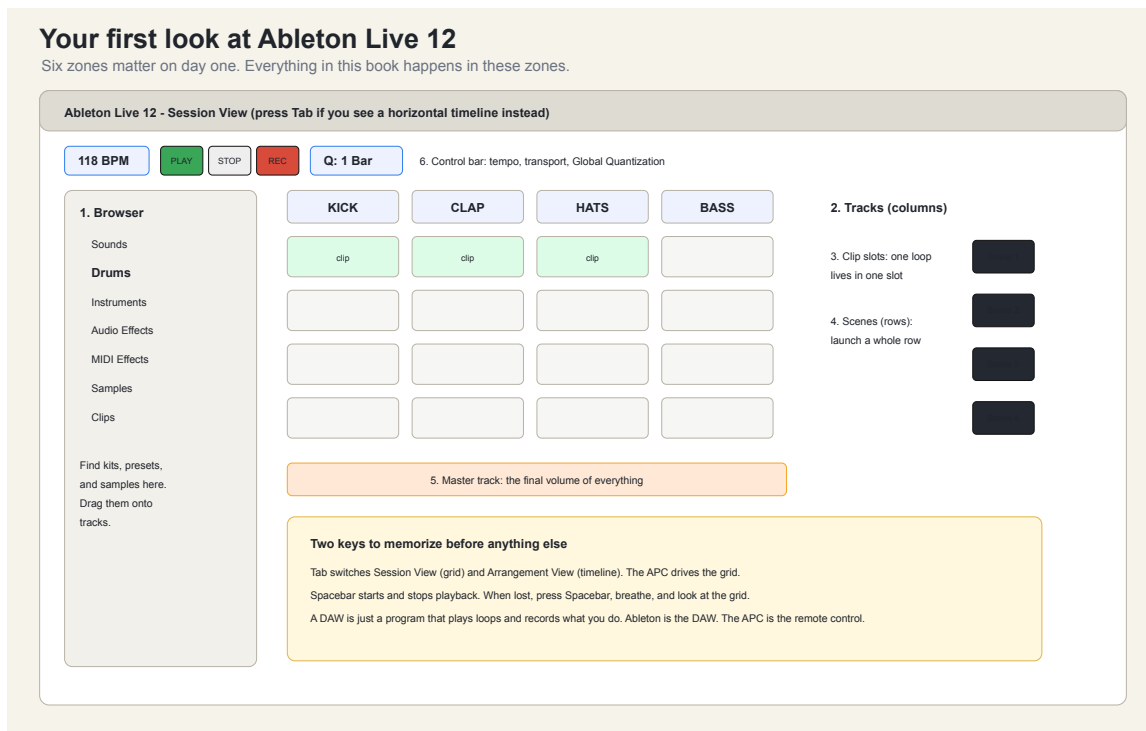 Your first look at Ableton Live 12
Six zones matter on day one. Everything in this book happens in these zones.
Ableton Live 12 - Session View (press Tab if you see a horizontal timeline instead)
118 BPM
PLAY
STOP
REC
Q: 1 Bar
6. Control bar: tempo, transport, Global Quantization
1. Browser
Sounds
Drums
Instruments
Audio Effects
MIDI Effects
Samples
Clips
Find kits, presets,
and samples here.
Drag them onto
tracks.
KICK
CLAP
HATS
BASS
clip
clip
clip
2. Tracks (columns)
3. Clip slots: one loop
lives in one slot
4. Scenes (rows):
launch a whole row
5. Master track: the final volume of everything
Two keys to memorize before anything else
Tab switches Session View (grid) and Arrangement View (timeline). The APC drives the grid.
Spacebar starts and stops playback. When lost, press Spacebar, breathe, and look at the grid.
A DAW is just a program that plays loops and records what you do. Ableton is the DAW. The APC is the remote control.